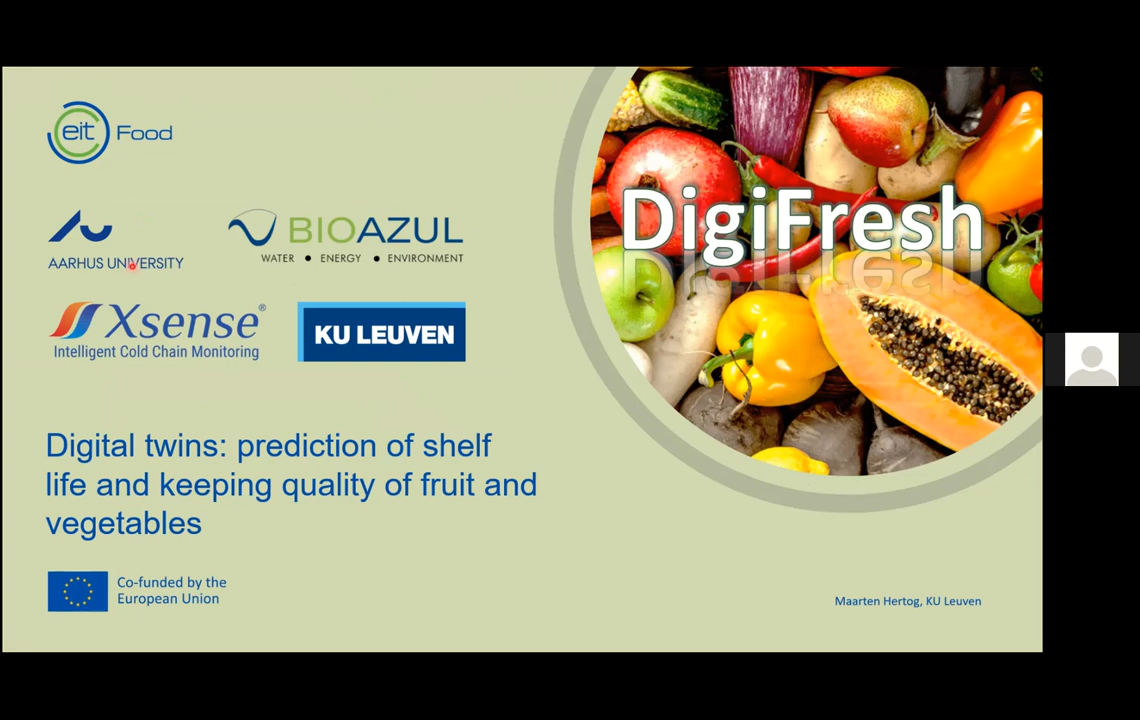 eit Food
AARHUS UNIVERSITY
BIOAZUL
WATER ● ENERGY ● ENVIRONMENT
Xsense®
Intelligent Cold Chain Monitoring
KU LEUVEN
DigiFresh
Digital twins: prediction of shelf
life and keeping quality of fruit and
vegetables
Co-funded by the
European Union
Maarten Hertog, KU Leuven